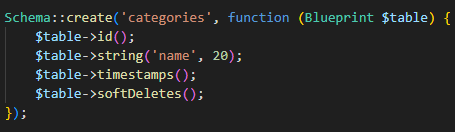 Schema::create('categories', function (Blueprint $table) {
    $table->id();
    $table->string('name', 20);
    $table->timestamps();
    $table->softDeletes();
});